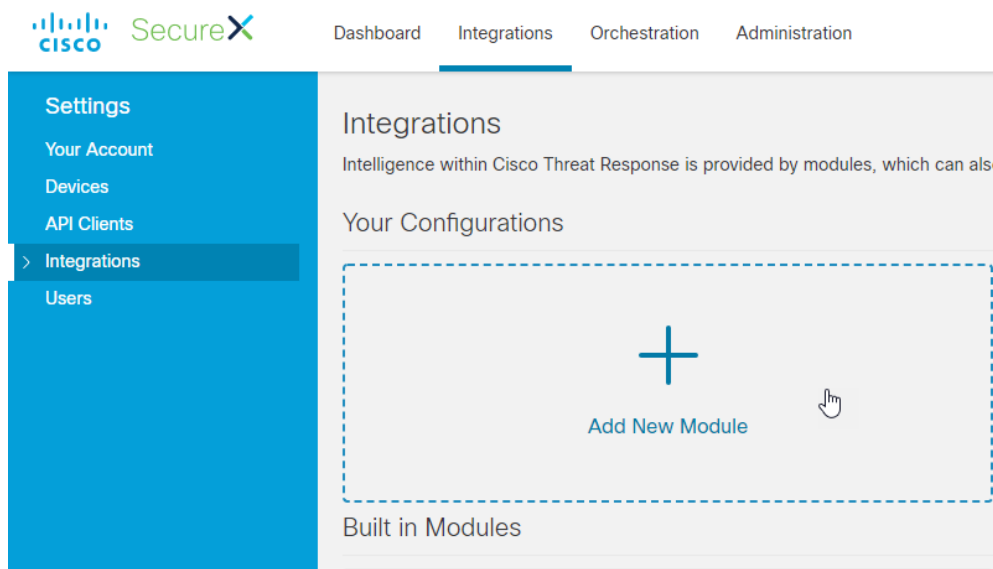 cisco SecureX Dashboard Integrations Orchestration Administration
Settings
Your Account
Devices
API Clients
Integrations
Users
Integrations
Intelligence within Cisco Threat Response is provided by modules, which can als
Your Configurations
Add New Module
Built in Modules